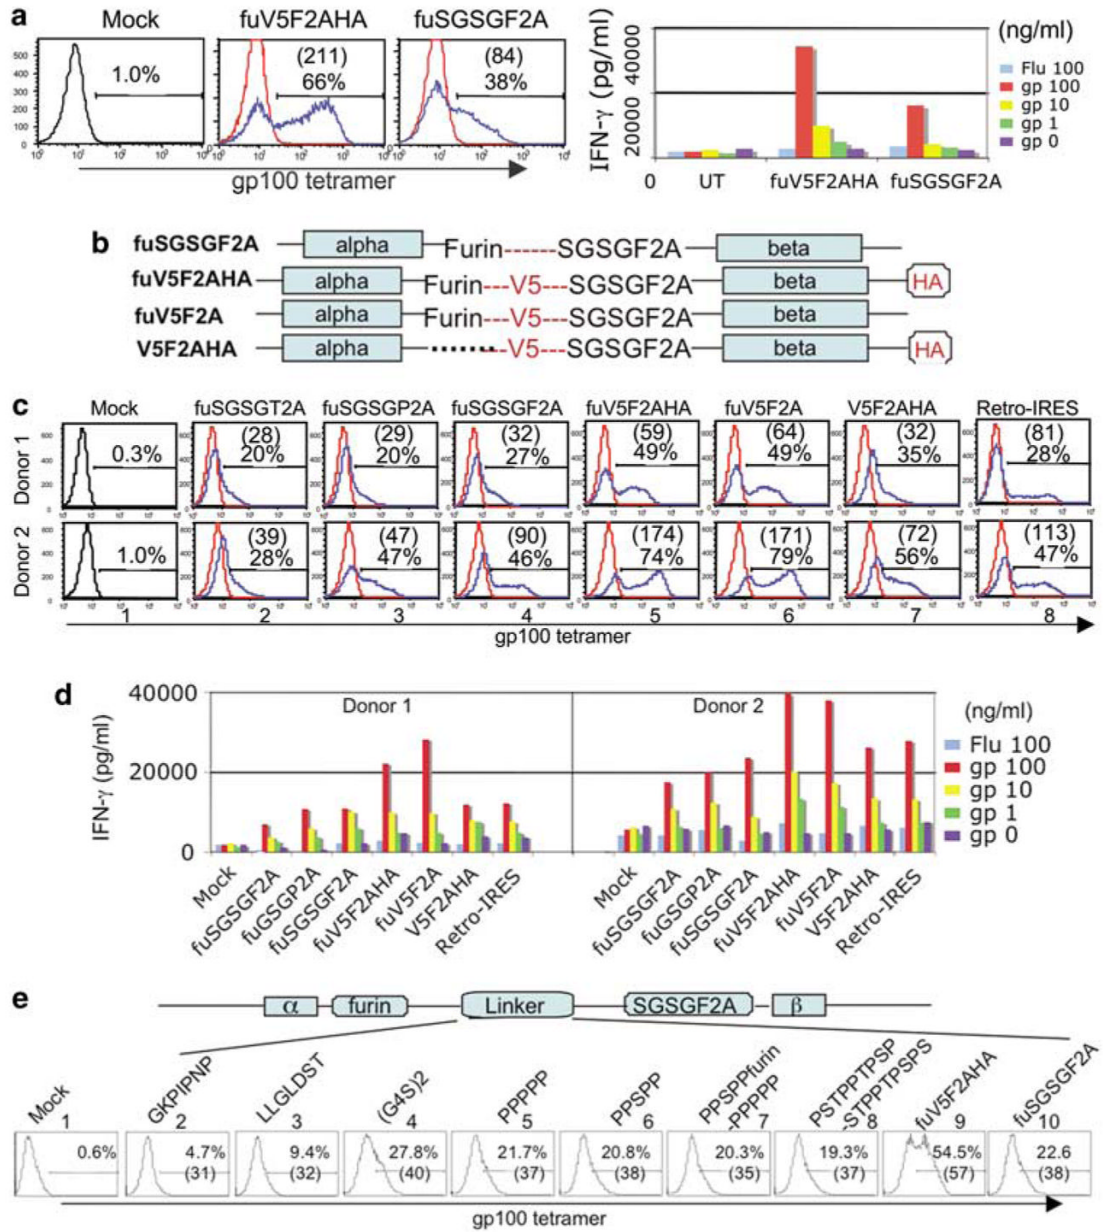 a
Mock
fuV5F2AHA
fuSGSGF2A
1.0%
(211)
66%
(84)
38%
500
400
300
200
100
0
gp100 tetramer
IFN-γ (pg/ml)
40000
20000
0
UT
fuV5F2AHA
fuSGSGF2A
(ng/ml)
Flu 100
gp 100
gp 10
gp 1
gp 0
b
fuSGSGF2A alpha Furin------SGSGF2A beta
fuV5F2AHA alpha Furin---V5---SGSGF2A beta HA
fuV5F2A alpha Furin---V5---SGSGF2A beta
V5F2AHA alpha .......--V5---SGSGF2A beta HA
c
Mock fuSGSGT2A fuSGSGP2A fuSGSGF2A fuV5F2AHA fuV5F2A V5F2AHA Retro-IRES
Donor 1
0.3%
(28)
20%
(29)
20%
(32)
27%
(59)
49%
(64)
49%
(32)
35%
(81)
28%
Donor 2
1.0%
(39)
28%
(47)
47%
(90)
46%
(174)
74%
(171)
79%
(72)
56%
(113)
47%
1 2 3 4 5 6 7 8
gp100 tetramer
d
IFN-γ (pg/ml)
40000
20000
0
Donor 1
Donor 2
(ng/ml)
Flu 100
gp 100
gp 10
gp 1
gp 0
Mock
fuSGSGF2A
fuGSGP2A
fuSGSGF2A
fuV5F2AHA
fuV5F2A
V5F2AHA
Retro-IRES
Mock
fuSGSGF2A
fuGSGP2A
fuSGSGF2A
fuV5F2AHA
fuV5F2A
V5F2AHA
Retro-IRES
e
α furin Linker SGSGF2A β
Mock
GKPIPNP
LLGLDST
(G4S)2
PPPPP
PPSPP
PPSPPfurin
-PPPPP
PSTPPTPSP
-STPPTPSPS
fuV5F2AHA
fuSGSGF2A
1 2 3 4 5 6 7 8 9 10
0.6%
4.7%
(31)
9.4%
(32)
27.8%
(40)
21.7%
(37)
20.8%
(38)
20.3%
(35)
19.3%
(37)
54.5%
(57)
22.6
(38)
gp100 tetramer